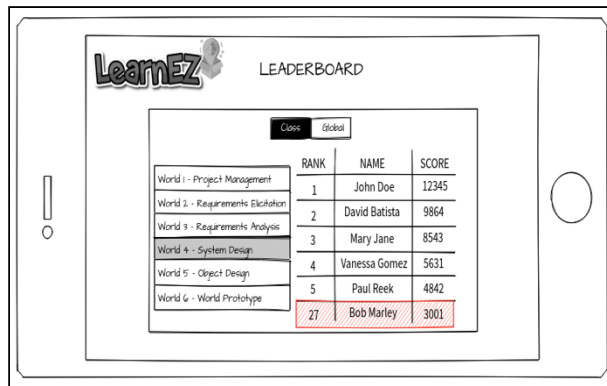 LearnEZ
LEADERBOARD
Class Global
World 1 - Project Management
World 2 - Requirements Elicitation
World 3 - Requirements Analysis
World 4 - System Design
World 5 - Object Design
World 6 - World Prototype
RANK NAME SCORE
1 John Doe 12345
2 David Batista 9864
3 Mary Jane 8543
4 Vanessa Gomez 5631
5 Paul Reek 4842
27 Bob Marley 3001